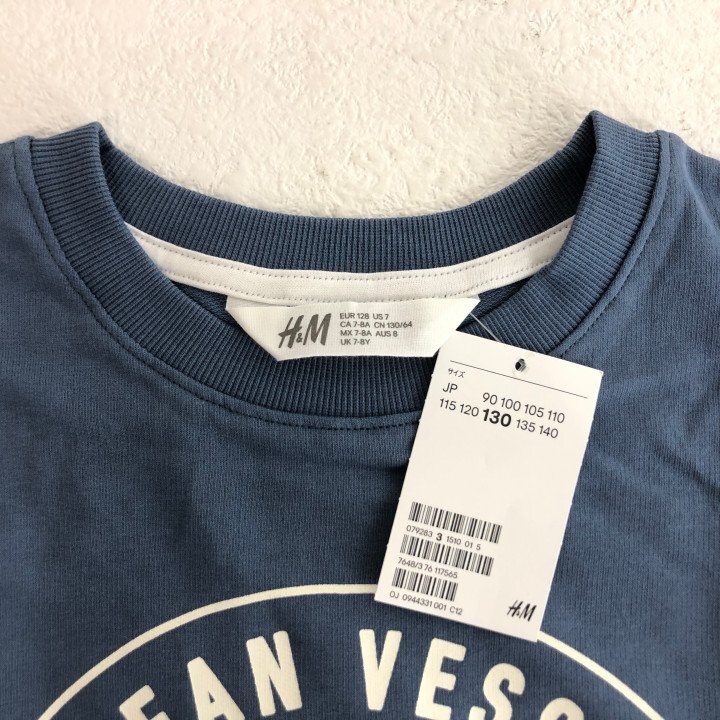 H&M
EUR 128 US 7
CA 7-8A CN 130/64
MX 7-8A AUS 8
UK 7-8Y
サイズ
JP 90 100 105 110
115 120 130 135 140
079283 3 1510 01 5
7648/3 76 117565
OJ 0944331 001 C12
H&M
EAN VES